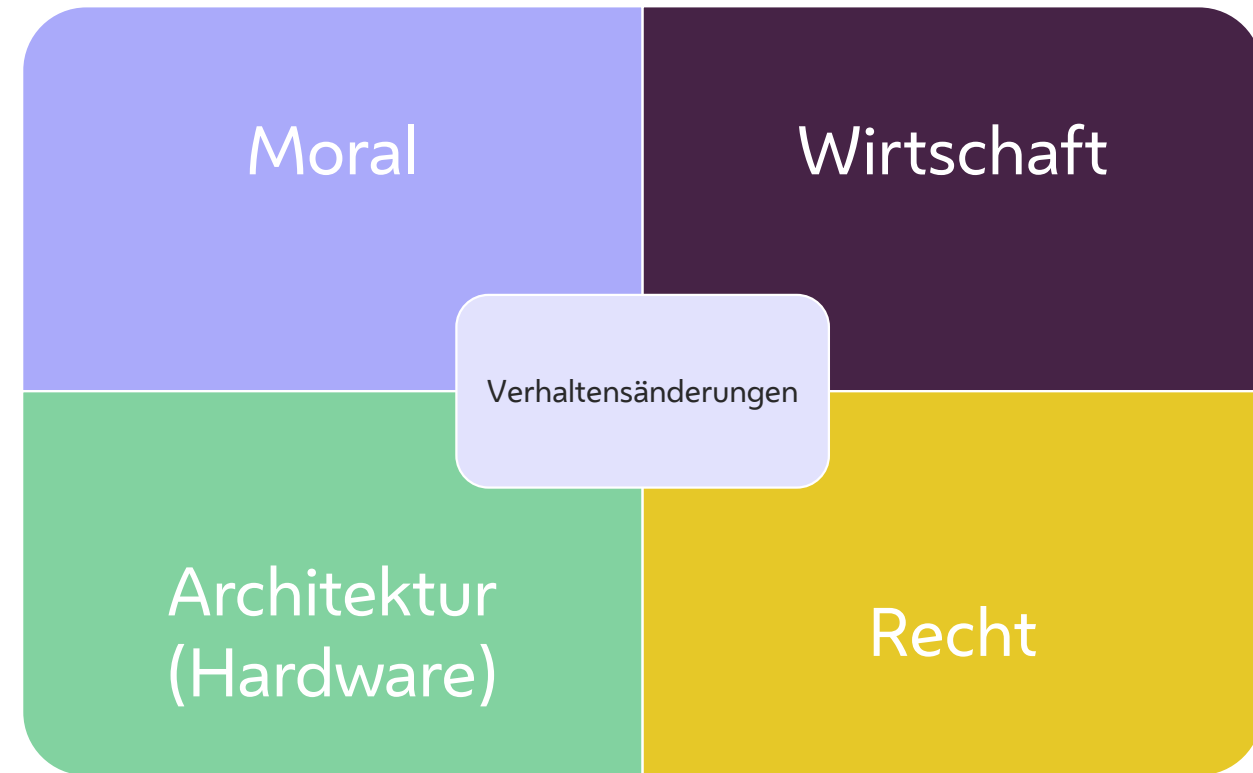 Moral
Wirtschaft
Verhaltensänderungen
Architektur
(Hardware)
Recht